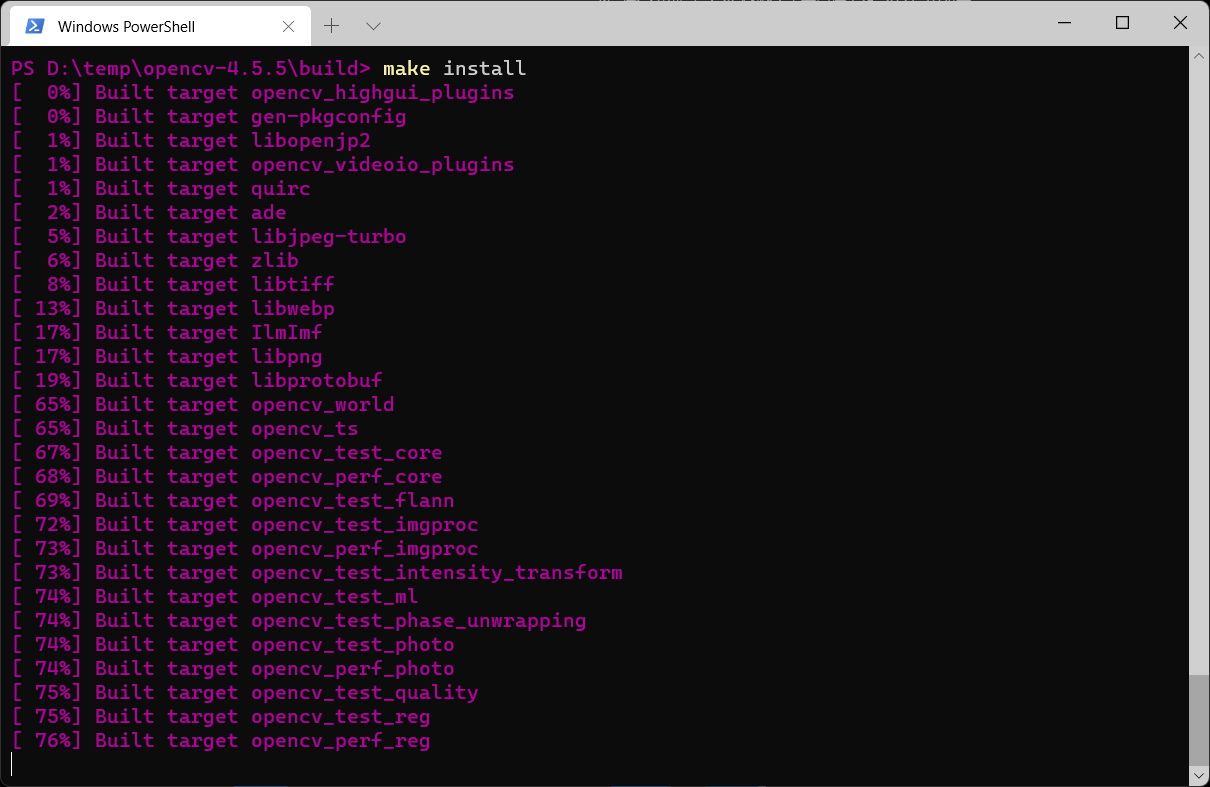 Windows PowerShell
PS D:\temp\opencv-4.5.5\build> make install
[  0%] Built target opencv_highgui_plugins
[  0%] Built target gen-pkgconfig
[  1%] Built target libopenjp2
[  1%] Built target opencv_videoio_plugins
[  1%] Built target quirc
[  2%] Built target ade
[  5%] Built target libjpeg-turbo
[  6%] Built target zlib
[  8%] Built target libtiff
[ 13%] Built target libwebp
[ 17%] Built target IlmImf
[ 17%] Built target libpng
[ 19%] Built target libprotobuf
[ 65%] Built target opencv_world
[ 65%] Built target opencv_ts
[ 67%] Built target opencv_test_core
[ 68%] Built target opencv_perf_core
[ 69%] Built target opencv_test_flann
[ 72%] Built target opencv_test_imgproc
[ 73%] Built target opencv_perf_imgproc
[ 73%] Built target opencv_test_intensity_transform
[ 74%] Built target opencv_test_ml
[ 74%] Built target opencv_test_phase_unwrapping
[ 74%] Built target opencv_test_photo
[ 74%] Built target opencv_perf_photo
[ 75%] Built target opencv_test_quality
[ 75%] Built target opencv_test_reg
[ 76%] Built target opencv_perf_reg